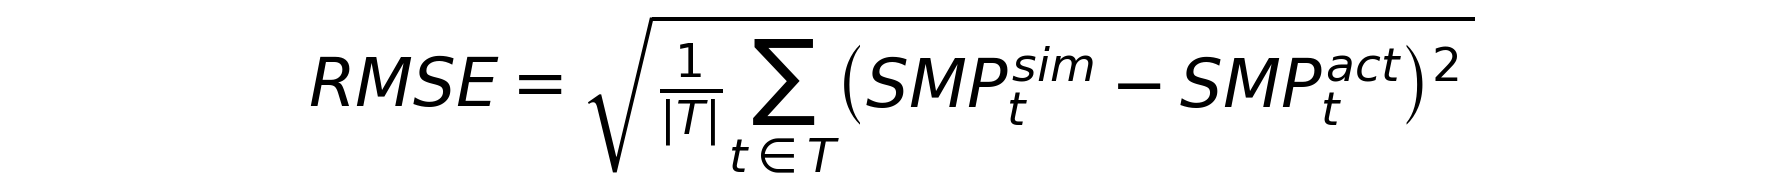 RMSE = \sqrt{\frac{1}{|T|} \sum_{t \in T} \left( SMP_t^{sim} - SMP_t^{act} \right)^2}